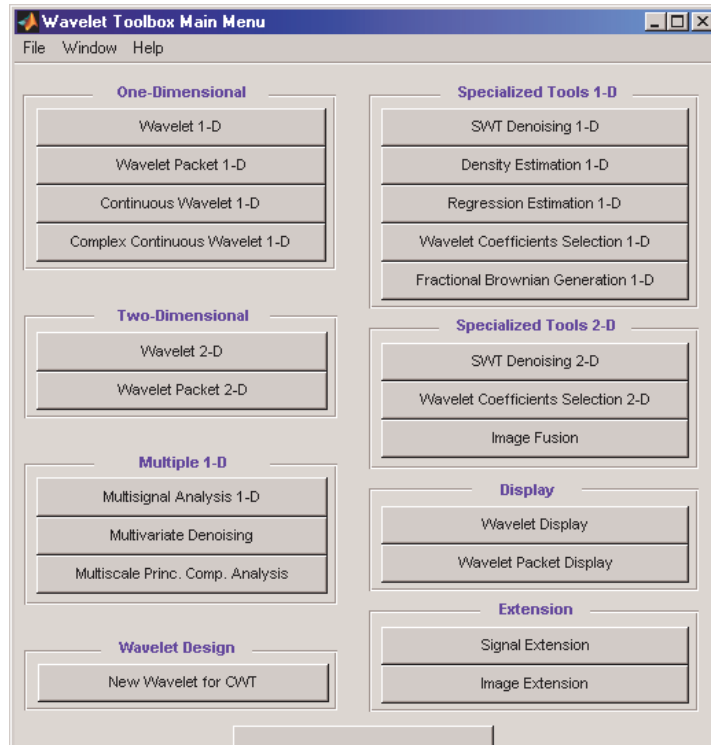 Wavelet Toolbox Main Menu
File Window Help
One-Dimensional
Wavelet 1-D
Wavelet Packet 1-D
Continuous Wavelet 1-D
Complex Continuous Wavelet 1-D
Two-Dimensional
Wavelet 2-D
Wavelet Packet 2-D
Multiple 1-D
Multisignal Analysis 1-D
Multivariate Denoising
Multiscale Princ. Comp. Analysis
Wavelet Design
New Wavelet for CWT
Specialized Tools 1-D
SWT Denoising 1-D
Density Estimation 1-D
Regression Estimation 1-D
Wavelet Coefficients Selection 1-D
Fractional Brownian Generation 1-D
Specialized Tools 2-D
SWT Denoising 2-D
Wavelet Coefficients Selection 2-D
Image Fusion
Display
Wavelet Display
Wavelet Packet Display
Extension
Signal Extension
Image Extension